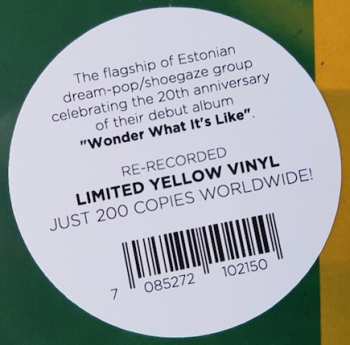 The flagship of Estonian
dream-pop/shoegaze group
celebrating the 20th anniversary
of their debut album
"Wonder What It's Like".
RE-RECORDED
LIMITED YELLOW VINYL
JUST 200 COPIES WORLDWIDE!
7 085272 102150